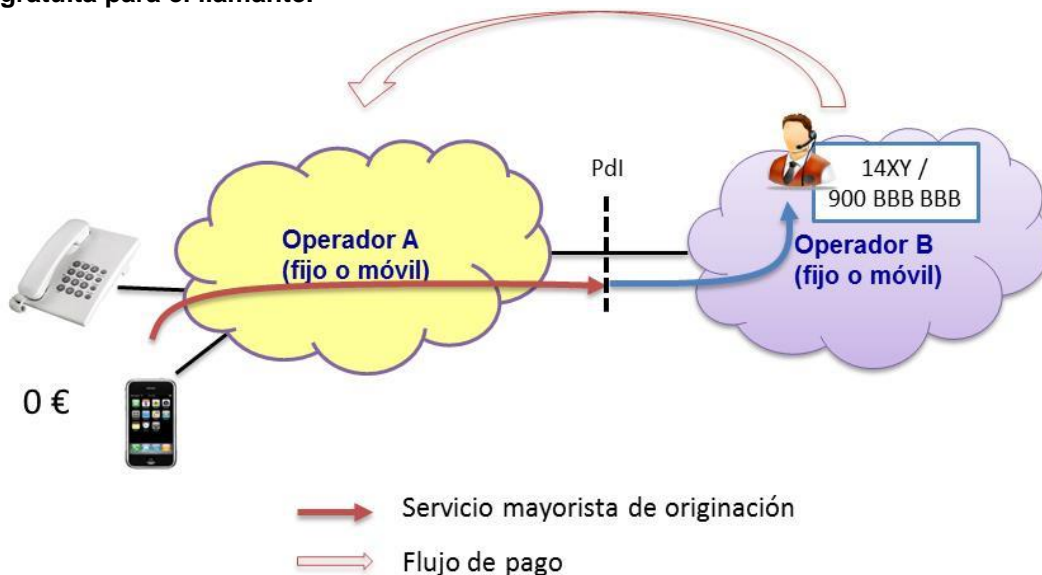 gratuita para el llamante.
PdI
14XY /
900 BBB BBB
Operador A
(fijo o móvil)
Operador B
(fijo o móvil)
0 €
Servicio mayorista de originación
Flujo de pago